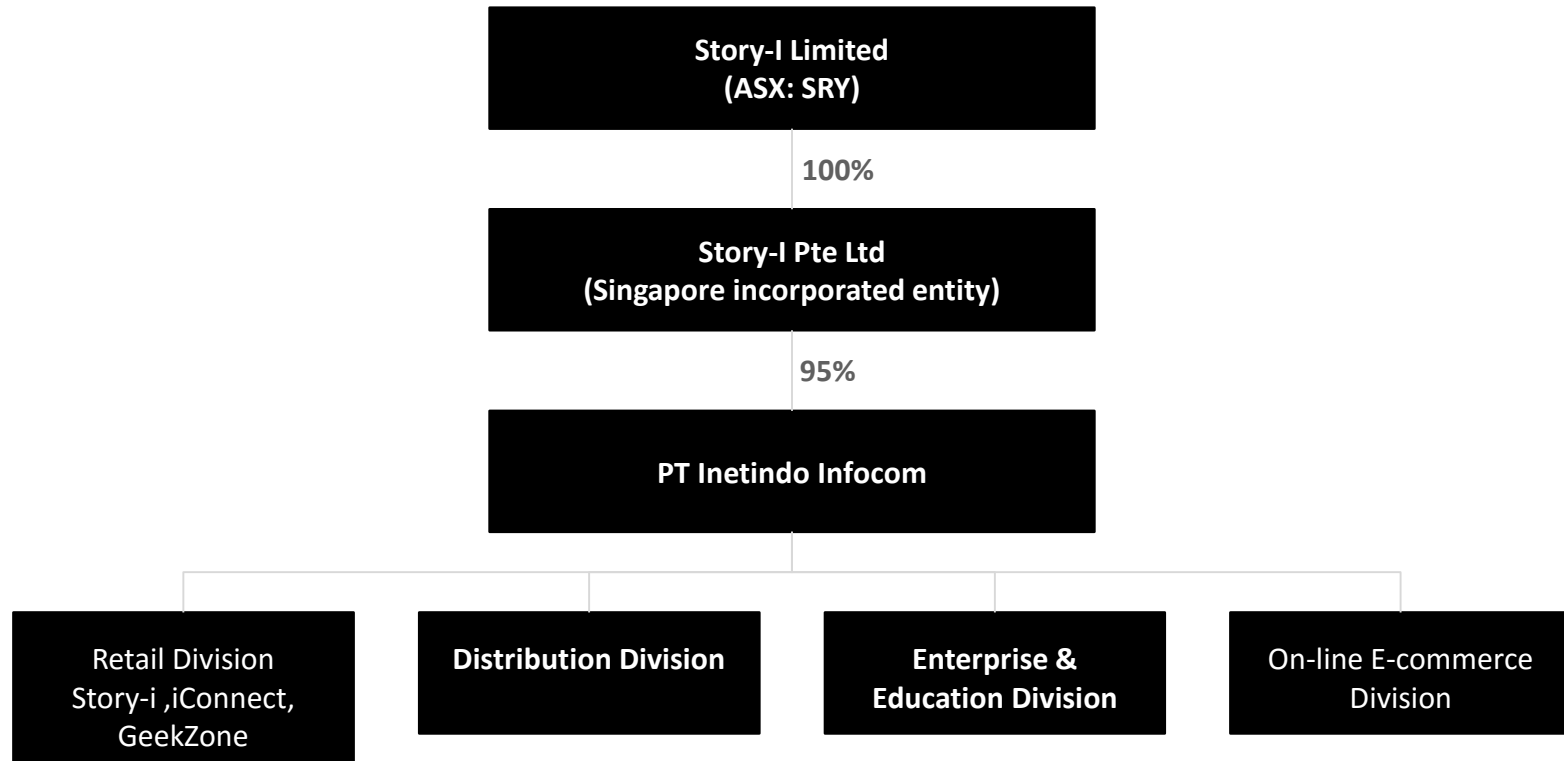 Story-I Limited
(ASX: SRY)
100%
Story-I Pte Ltd
(Singapore incorporated entity)
95%
PT Inetindo Infocom
Retail Division
Story-i ,iConnect,
GeekZone
Distribution Division
Enterprise &
Education Division
On-line E-commerce
Division